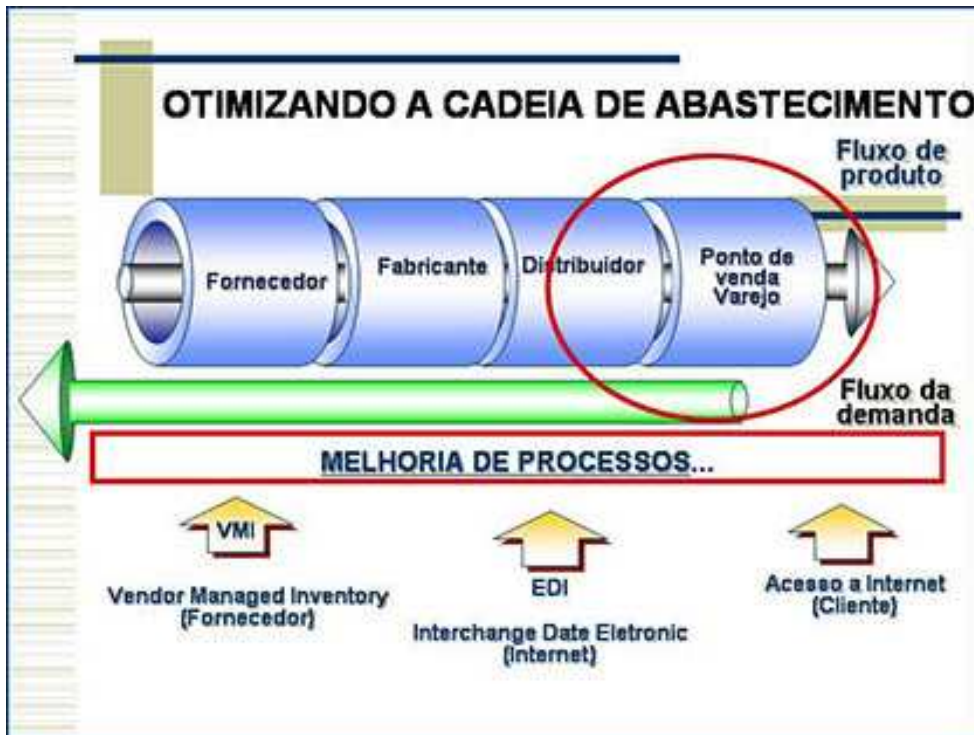 OTIMIZANDO A CADEIA DE ABASTECIMENTO
Fluxo de
produto
Fornecedor
Fabricante
Distribuidor
Ponto de
venda
Varejo
Fluxo da
demanda
MELHORIA DE PROCESSOS...
VMI
Vendor Managed Inventory
(Fornecedor)
EDI
Interchange Date Eletronic
(Internet)
Acesso a Internet
(Cliente)